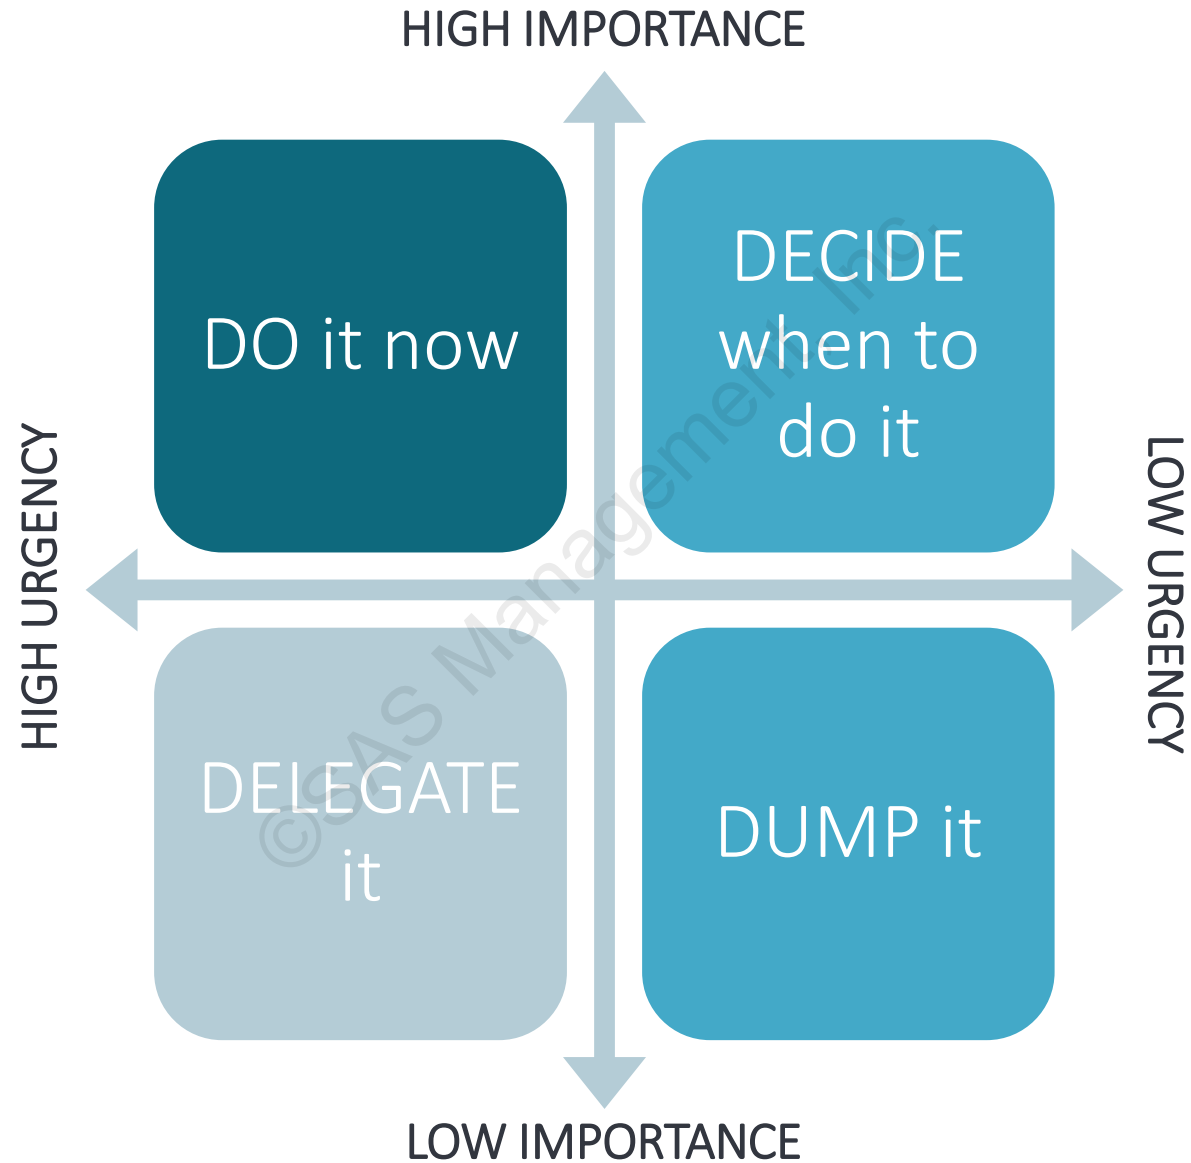 HIGH IMPORTANCE
DO it now
DECIDE
when to
do it
HIGH URGENCY
LOW URGENCY
DELEGATE
it
DUMP it
LOW IMPORTANCE
©SAS Management, Inc.